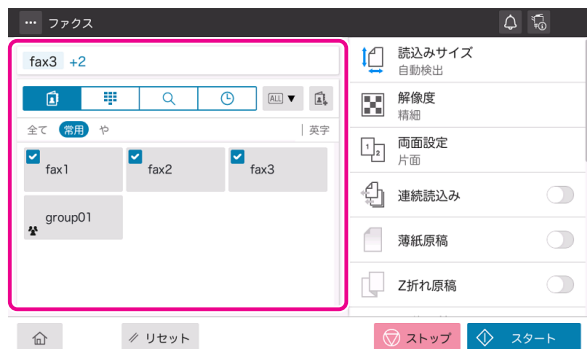 ファクス
fax3 +2
ALL
全て 常用 や 英字
fax1 fax2 fax3
group01
読込みサイズ
自動検出
解像度
精細
両面設定
片面
連続読込み
薄紙原稿
Z折れ原稿
リセット
ストップ
スタート